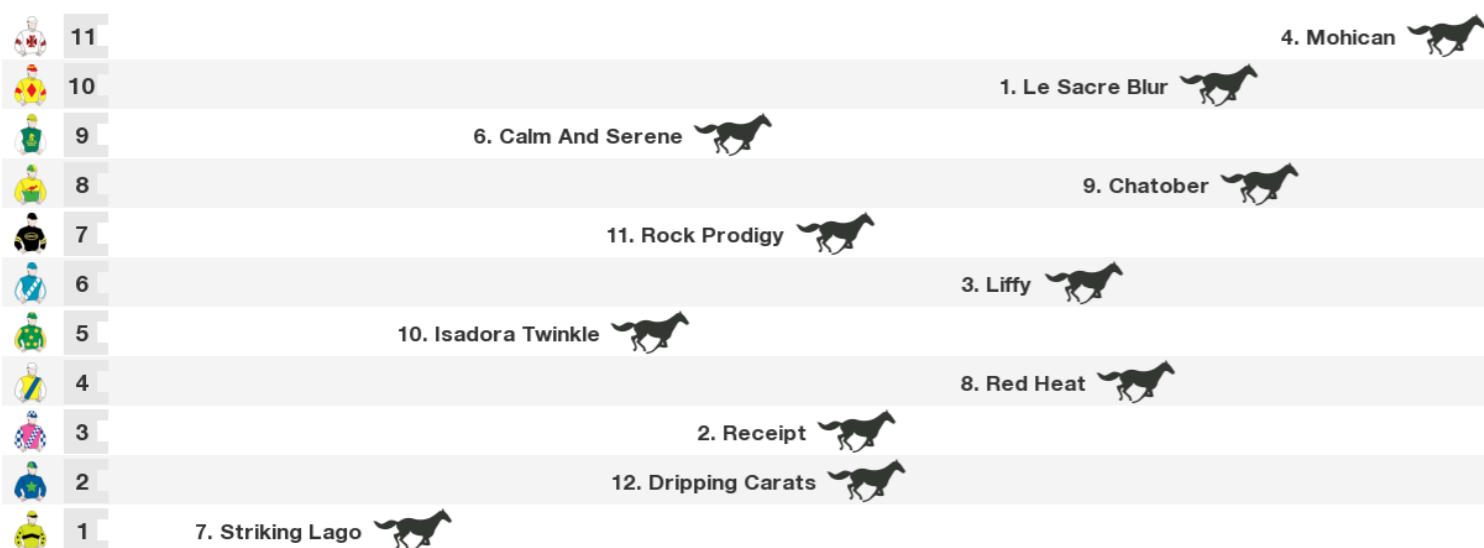 11 4. Mohican
10 1. Le Sacre Blur
9 6. Calm And Serene
8 9. Chatober
7 11. Rock Prodigy
6 3. Liffy
5 10. Isadora Twinkle
4 8. Red Heat
3 2. Receipt
2 12. Dripping Carats
1 7. Striking Lago